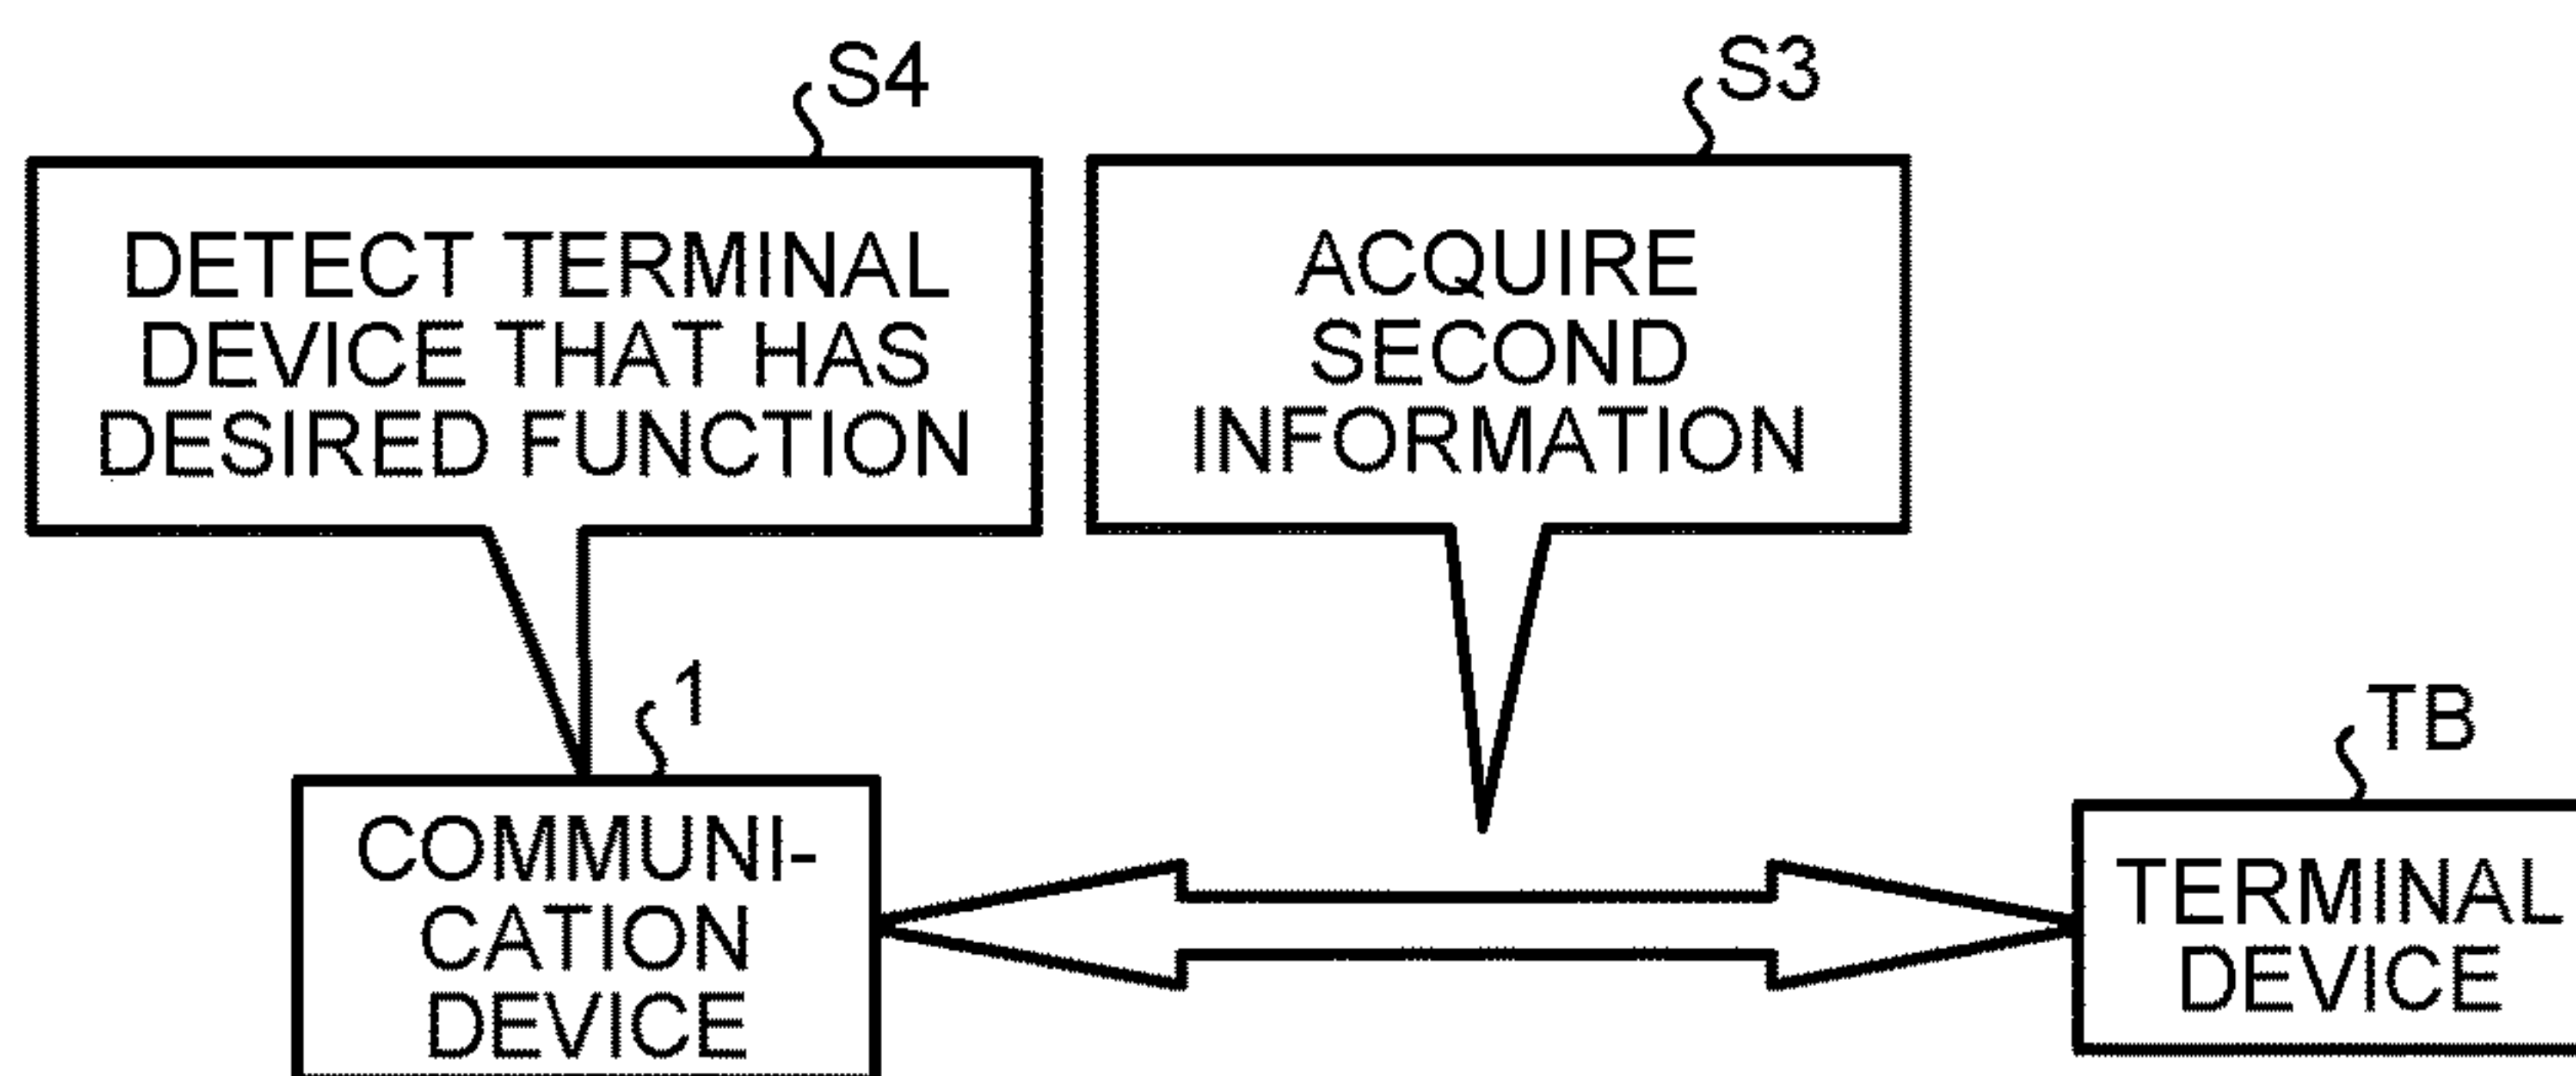 S4
S3
DETECT TERMINAL
DEVICE THAT HAS
DESIRED FUNCTION
ACQUIRE
SECOND
INFORMATION
1
TB
COMMUNI-
CATION
DEVICE
TERMINAL
DEVICE